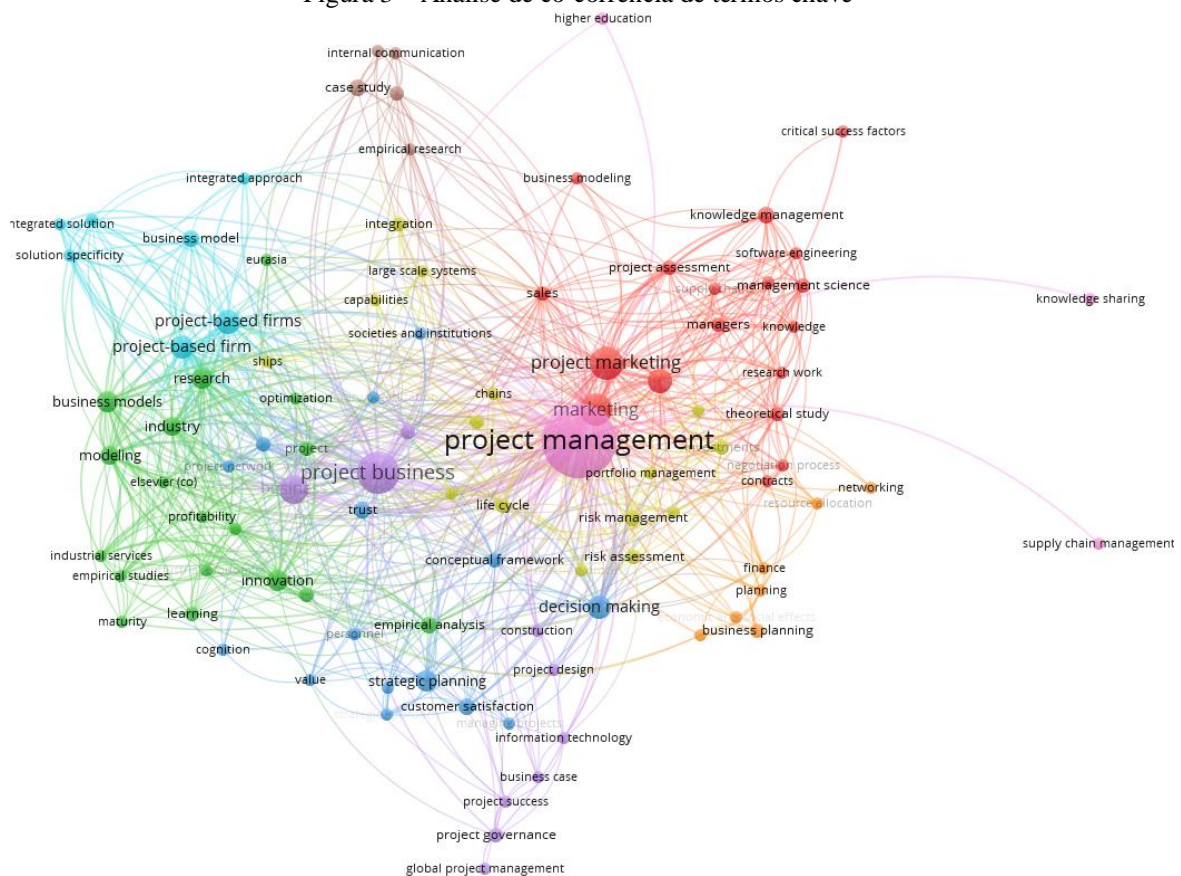 Figura 3 – Análise de co-corrência de termos chave
higher education
internal communication
case study
critical success factors
empirical research
integrated approach
business modeling
knowledge management
integration
ntegrated solution
business model
software engineering
solution specificity
eurasia
project assessment
large scale systems
management science
sales
capabilities
knowledge sharing
project-based firms
managers
knowledge
societies and institutions
project-based firm
ships
project marketing
research
research work
chains
optimization
business models
marketing
theoretical study
industry
project management
project
modeling
negotiation process
project network
project business
portfolio management
elsevier (co)
contracts
networking
resource allocation
life cycle
trust
profitability
risk management
supply chain management
industrial services
conceptual framework
risk assessment
finance
empirical studies
innovation
planning
decision making
learning
maturity
empirical analysis
construction
business planning
personnel
cognition
project design
value
strategic planning
customer satisfaction
managing projects
information technology
business case
project success
project governance
global project management